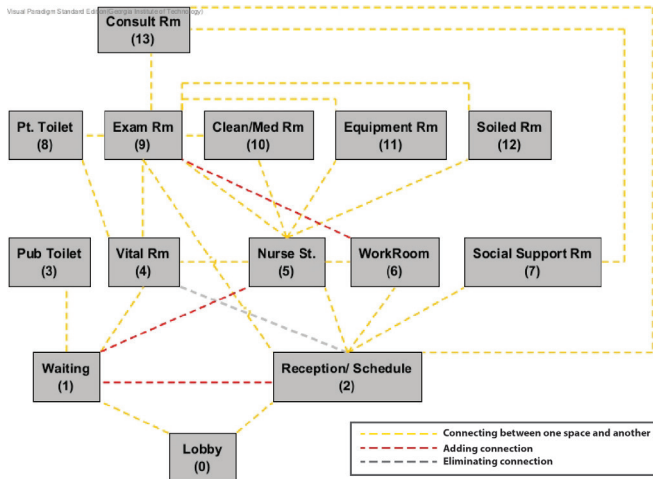 Visual Paradigm Standard Edition(Georgia Institute of Technology)
Consult Rm
(13)
Pt. Toilet
(8)
Exam Rm
(9)
Clean/Med Rm
(10)
Equipment Rm
(11)
Soiled Rm
(12)
Pub Toilet
(3)
Vital Rm
(4)
Nurse St.
(5)
WorkRoom
(6)
Social Support Rm
(7)
Waiting
(1)
Reception/ Schedule
(2)
Lobby
(0)
Connecting between one space and another
Adding connection
Eliminating connection